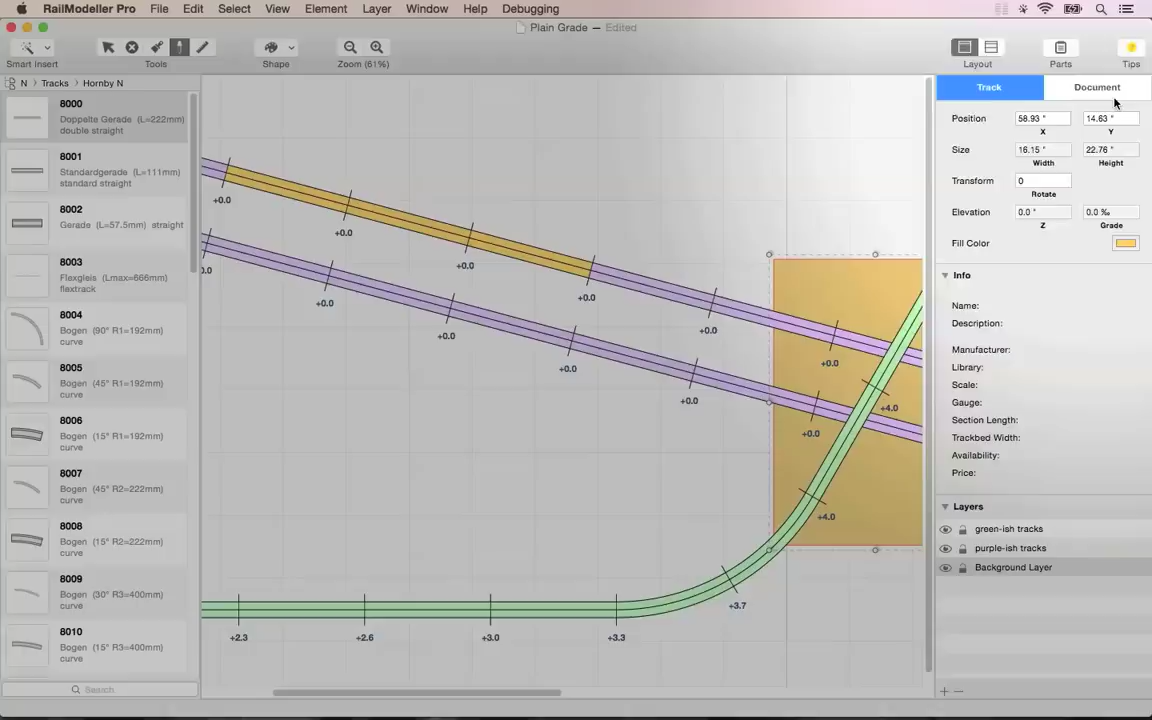 RailModeller Pro File Edit Select View Element Layer Window Help Debugging
Plain Grade — Edited
Smart Insert Tools Shape Zoom (61%) Layout Parts Tips
N Tracks Hornby N
8000
Doppelte Gerade (L=222mm)
double straight
8001
Standardgerade (L=111mm)
standard straight
8002
Gerade (L=57.5mm) straight
8003
Flexgleis (Lmax=666mm)
flextrack
8004
Bogen (90° R1=192mm)
curve
8005
Bogen (45° R1=192mm)
curve
8006
Bogen (15° R1=192mm)
curve
8007
Bogen (45° R2=222mm)
curve
8008
Bogen (15° R2=222mm)
curve
8009
Bogen (30° R3=400mm)
curve
8010
Bogen (15° R3=400mm)
curve
Search
+0.0
+0.0
+0.0
+0.0
+0.0
+0.0
0.0
+0.0
+0.0
+0.0
+0.0
+0.0
+4.0
+4.0
+3.7
+2.3 +2.6 +3.0 +3.3
Track Document
Position 58.93 " 14.63 "
X Y
Size 16.15 " 22.76 "
Width Height
Transform 0
Rotate
Elevation 0.0 " 0.0 ‰
Z Grade
Fill Color
Info
Name:
Description:
Manufacturer:
Library:
Scale:
Gauge:
Section Length:
Trackbed Width:
Availability:
Price:
Layers
green-ish tracks
purple-ish tracks
Background Layer